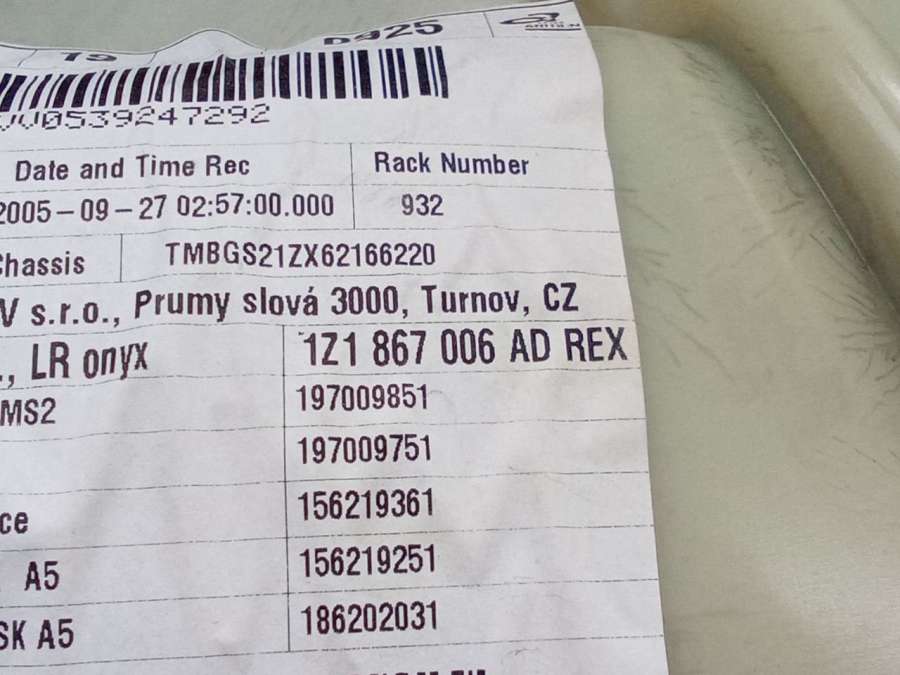 TS D925
VV0539247292
Date and Time Rec Rack Number
2005-09-27 02:57:00.000 932
Chassis TMBGS21ZX62166220
V s.r.o., Prumy slová 3000, Turnov, CZ
., LR onyx 1Z1 867 006 AD REX
MS2 197009851
197009751
ce 156219361
A5 156219251
SK A5 186202031